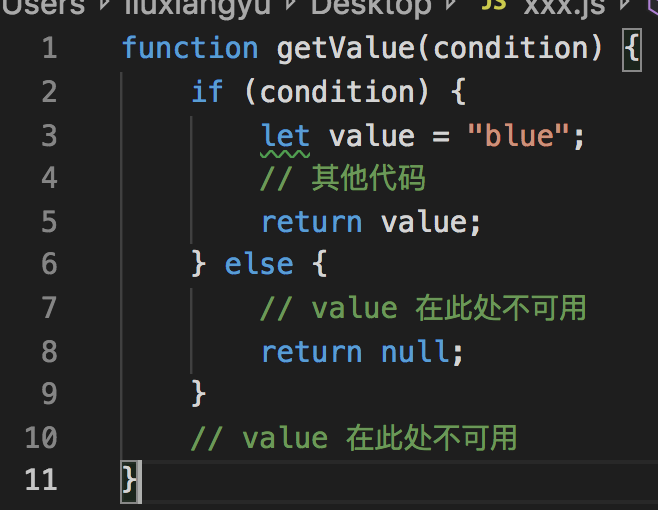 Users › liuxiangyu › Desktop › JS xxx.js ›
1 function getValue(condition) {
2 if (condition) {
3 let value = "blue";
4 // 其他代码
5 return value;
6 } else {
7 // value 在此处不可用
8 return null;
9 }
10 // value 在此处不可用
11 }